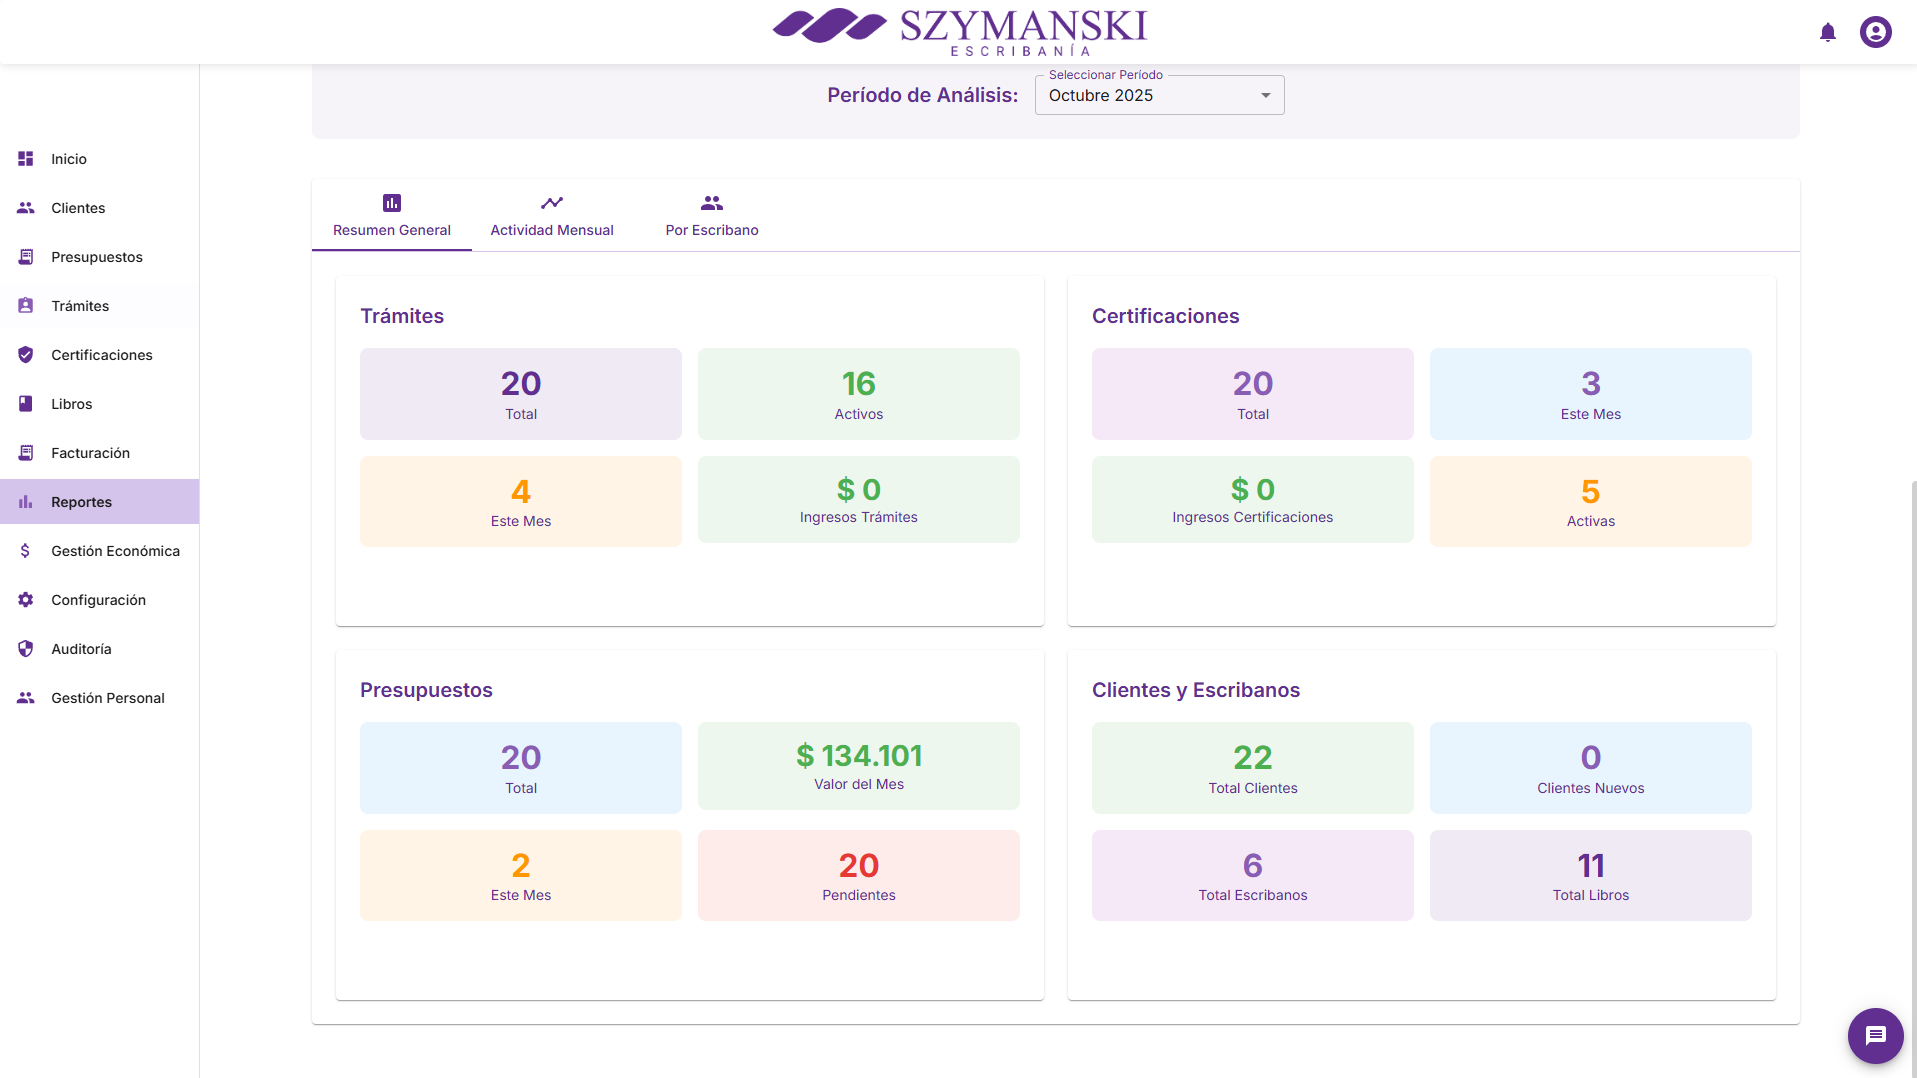 SZYMANSKI
ESCRIBANÍA
Período de Análisis:
Seleccionar Período
Octubre 2025
Inicio
Clientes
Presupuestos
Trámites
Certificaciones
Libros
Facturación
Reportes
Gestión Económica
Configuración
Auditoría
Gestión Personal
Resumen General
Actividad Mensual
Por Escribano
Trámites
20
Total
16
Activos
4
Este Mes
$ 0
Ingresos Trámites
Certificaciones
20
Total
3
Este Mes
$ 0
Ingresos Certificaciones
5
Activas
Presupuestos
20
Total
$ 134.101
Valor del Mes
2
Este Mes
20
Pendientes
Clientes y Escribanos
22
Total Clientes
0
Clientes Nuevos
6
Total Escribanos
11
Total Libros